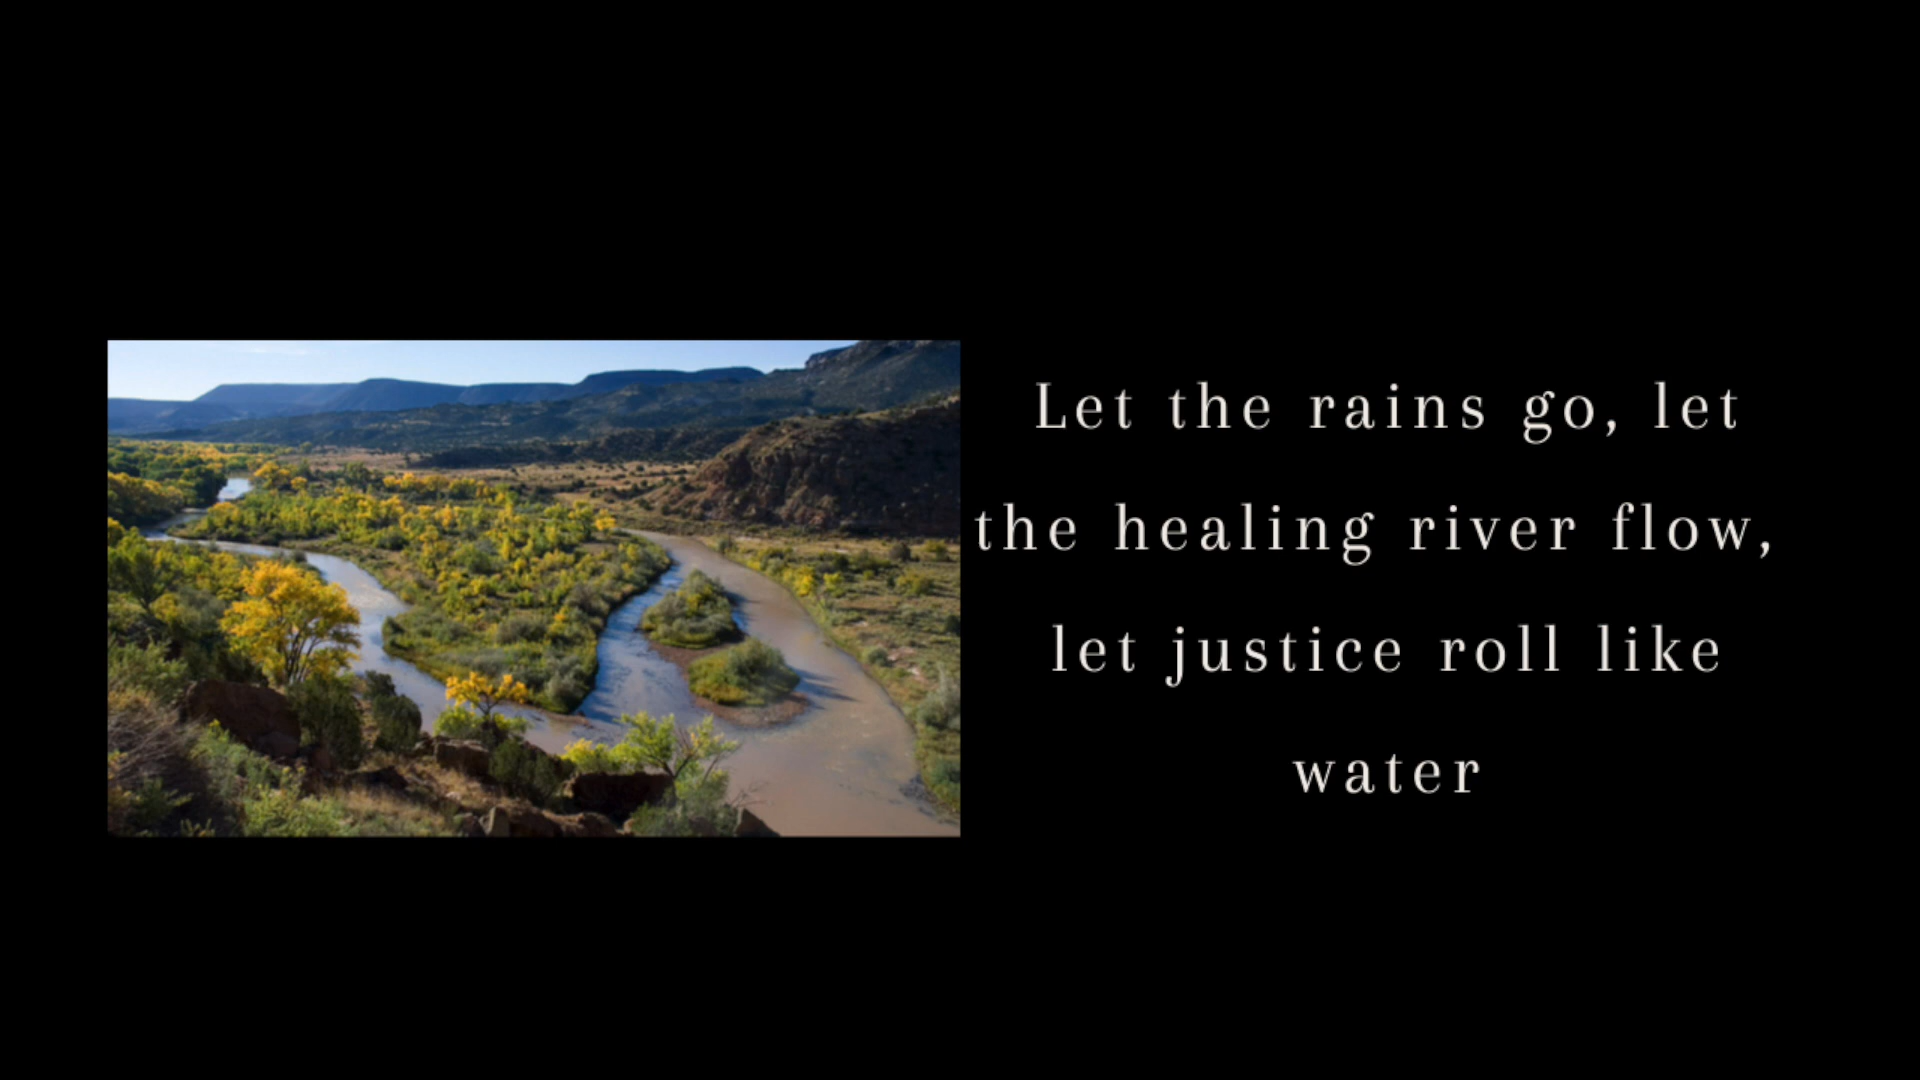 Let the rains go, let
the healing river flow,
let justice roll like
water